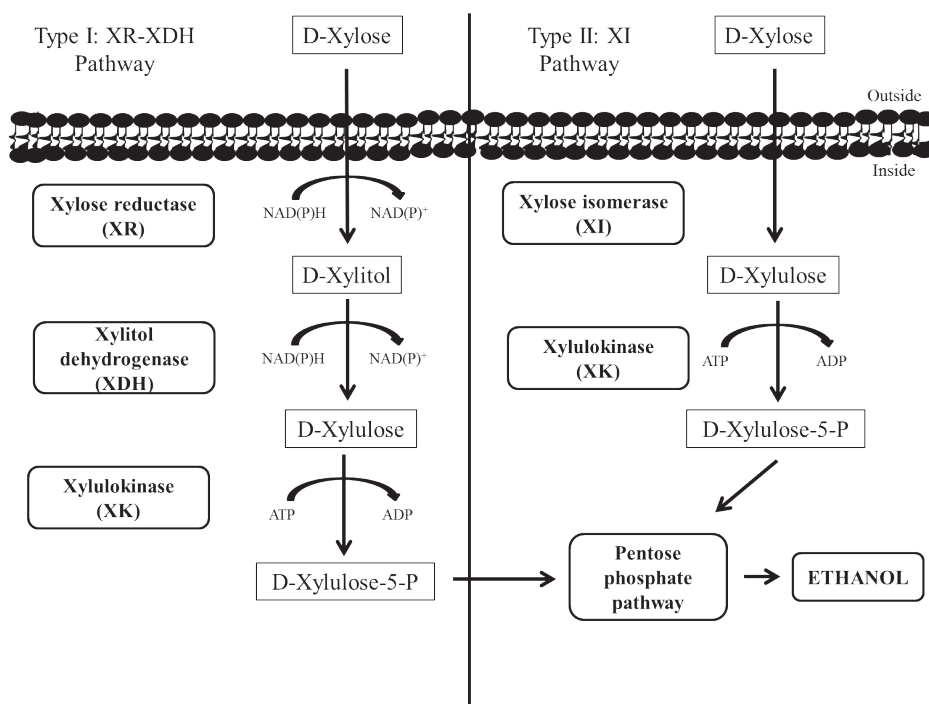 Type I: XR-XDH
Pathway
D-Xylose
Xylose reductase
(XR)
NAD(P)H
NAD(P)+
D-Xylitol
Xylitol
dehydrogenase
(XDH)
NAD(P)H
NAD(P)+
D-Xylulose
Xylulokinase
(XK)
ATP
ADP
D-Xylulose-5-P
Type II: XI
Pathway
D-Xylose
Outside
Inside
Xylose isomerase
(XI)
D-Xylulose
Xylulokinase
(XK)
ATP
ADP
D-Xylulose-5-P
Pentose
phosphate
pathway
ETHANOL